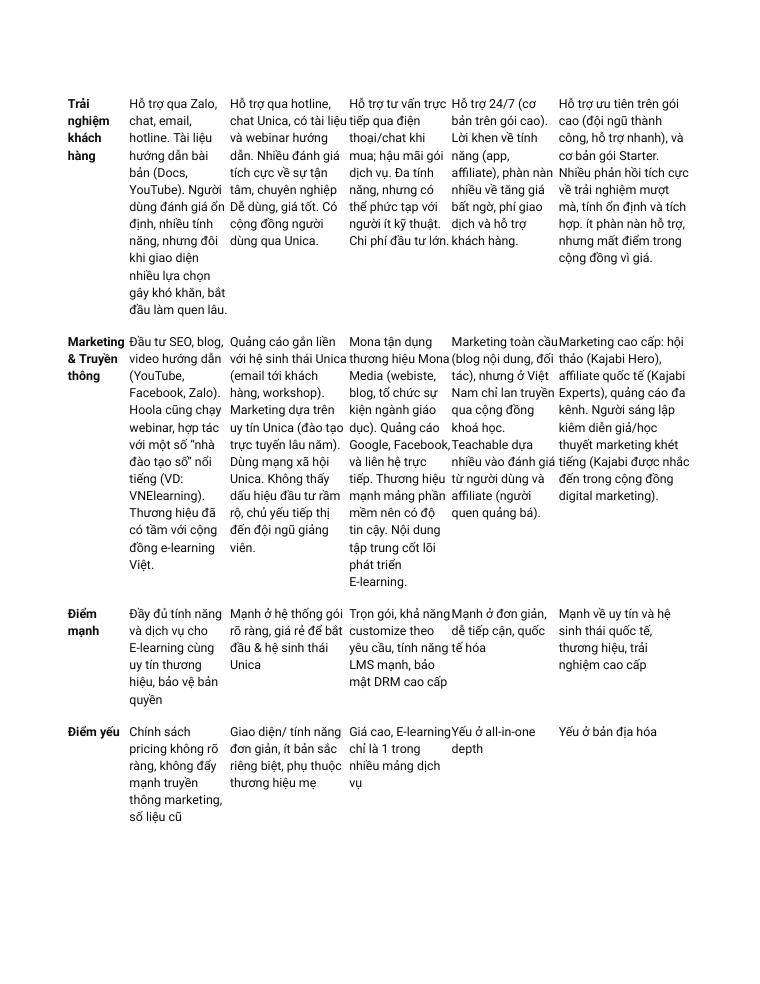 Trải
nghiệm
khách
hàng
Hỗ trợ qua Zalo,
chat, email,
hotline. Tài liệu
hướng dẫn bài
bản (Docs,
YouTube). Người
dùng đánh giá ổn
định, nhiều tính
năng, nhưng đôi
khi giao diện
nhiều lựa chọn
gây khó khăn, bắt
đầu làm quen lâu.
Hỗ trợ qua hotline,
chat Unica, có tài liệu
và webinar hướng
dẫn. Nhiều đánh giá
tích cực về sự tận
tâm, chuyên nghiệp
Dễ dùng, giá tốt. Có
cộng đồng người
dùng qua Unica.
Hỗ trợ tư vấn trực
tiếp qua điện
thoại/chat khi
mua; hậu mãi gói
dịch vụ. Đa tính
năng, nhưng có
thể phức tạp với
người ít kỹ thuật.
Chi phí đầu tư lớn.
Hỗ trợ 24/7 (cơ
bản trên gói cao).
Lời khen về tính
năng (app,
affiliate), phàn nàn
nhiều về tăng giá
bất ngờ, phí giao
dịch và hỗ trợ
khách hàng.
Hỗ trợ ưu tiên trên gói
cao (đội ngũ thành
công, hỗ trợ nhanh), và
cơ bản gói Starter.
Nhiều phản hồi tích cực
về trải nghiệm mượt
mà, tính ổn định và tích
hợp. ít phàn nàn hỗ trợ,
nhưng mất điểm trong
cộng đồng vì giá.
Marketing
& Truyền
thông
Đầu tư SEO, blog,
video hướng dẫn
(YouTube,
Facebook, Zalo).
Hoola cũng chạy
webinar, hợp tác
với một số "nhà
đào tạo số" nổi
tiếng (VD:
VNElearning).
Thương hiệu đã
có tầm với cộng
đồng e-learning
Việt.
Quảng cáo gắn liền
với hệ sinh thái Unica
(email tới khách
hàng, workshop).
Marketing dựa trên
uy tín Unica (đào tạo
trực tuyến lâu năm).
Dùng mạng xã hội
Unica. Không thấy
dấu hiệu đầu tư rầm
rộ, chủ yếu tiếp thị
đến đội ngũ giảng
viên.
Mona tận dụng
thương hiệu Mona
Media (webiste,
blog, tổ chức sự
kiện ngành giáo
dục). Quảng cáo
Google, Facebook,
và liên hệ trực
tiếp. Thương hiệu
mạnh mảng phần
mềm nên có độ
tin cậy. Nội dung
tập trung cốt lõi
phát triển
E-learning.
Marketing toàn cầu
(blog nội dung, đối
tác), nhưng ở Việt
Nam chỉ lan truyền
qua cộng đồng
khoá học.
Teachable dựa
nhiều vào đánh giá
từ người dùng và
affiliate (người
quen quảng bá).
Marketing cao cấp: hội
thảo (Kajabi Hero),
affiliate quốc tế (Kajabi
Experts), quảng cáo đa
kênh. Người sáng lập
kiêm diễn giả/học
thuyết marketing khét
tiếng (Kajabi được nhắc
đến trong cộng đồng
digital marketing).
Điểm
mạnh
Đầy đủ tính năng
và dịch vụ cho
E-learning cùng
uy tín thương
hiệu, bảo vệ bản
quyền
Mạnh ở hệ thống gói
rõ ràng, giá rẻ để bắt
đầu & hệ sinh thái
Unica
Trọn gói, khả năng
customize theo
yêu cầu, tính năng
LMS mạnh, bảo
mật DRM cao cấp
Mạnh ở đơn giản,
dễ tiếp cận, quốc
tế hóa
Mạnh về uy tín và hệ
sinh thái quốc tế,
thương hiệu, trải
nghiệm cao cấp
Điểm yếu
Chính sách
pricing không rõ
ràng, không đẩy
mạnh truyền
thông marketing,
số liệu cũ
Giao diện/ tính năng
đơn giản, ít bản sắc
riêng biệt, phụ thuộc
thương hiệu mẹ
Giá cao, E-learning
chỉ là 1 trong
nhiều mảng dịch
vụ
Yếu ở all-in-one
depth
Yếu ở bản địa hóa